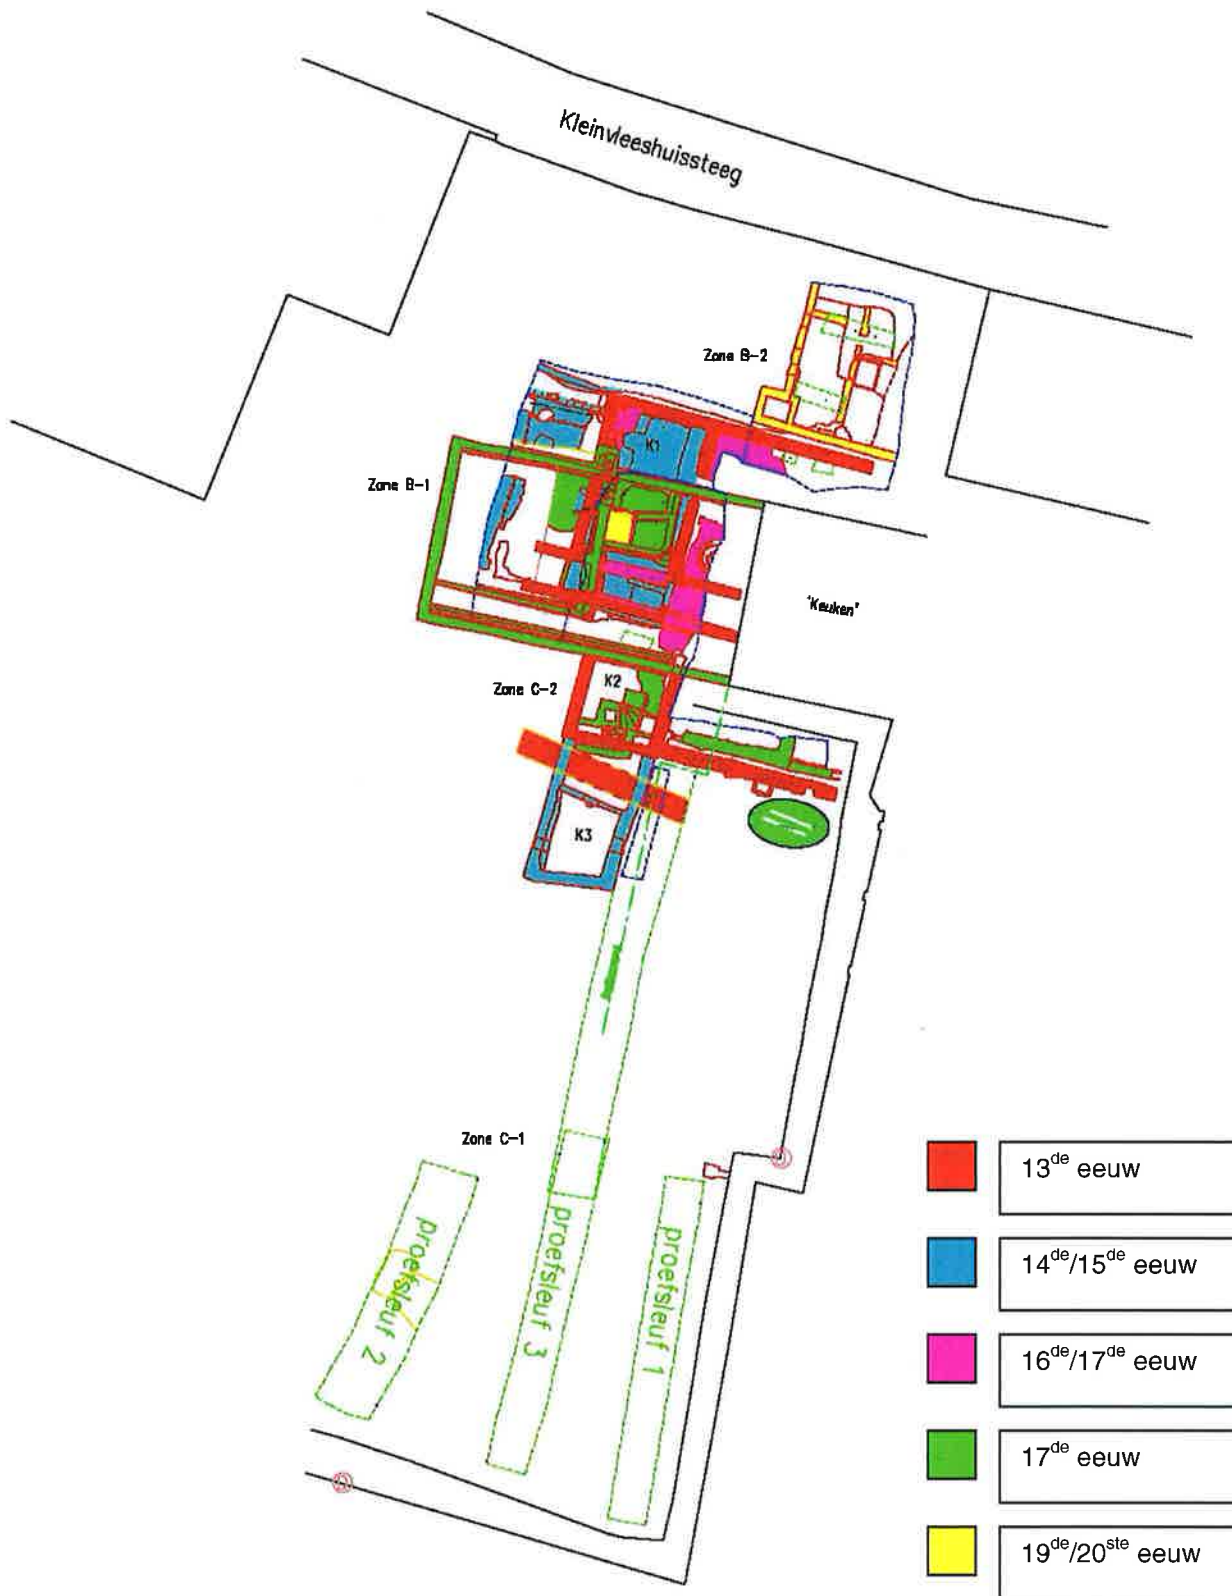 Kleinvleeshuissteeg
Zone B-2
K1
Zone B-1
'Keuken'
Zone C-2
K2
K3
Zone C-1
proefsleuf 2
proefsleuf 3
proefsleuf 1
13de eeuw
14de/15de eeuw
16de/17de eeuw
17de eeuw
19de/20ste eeuw